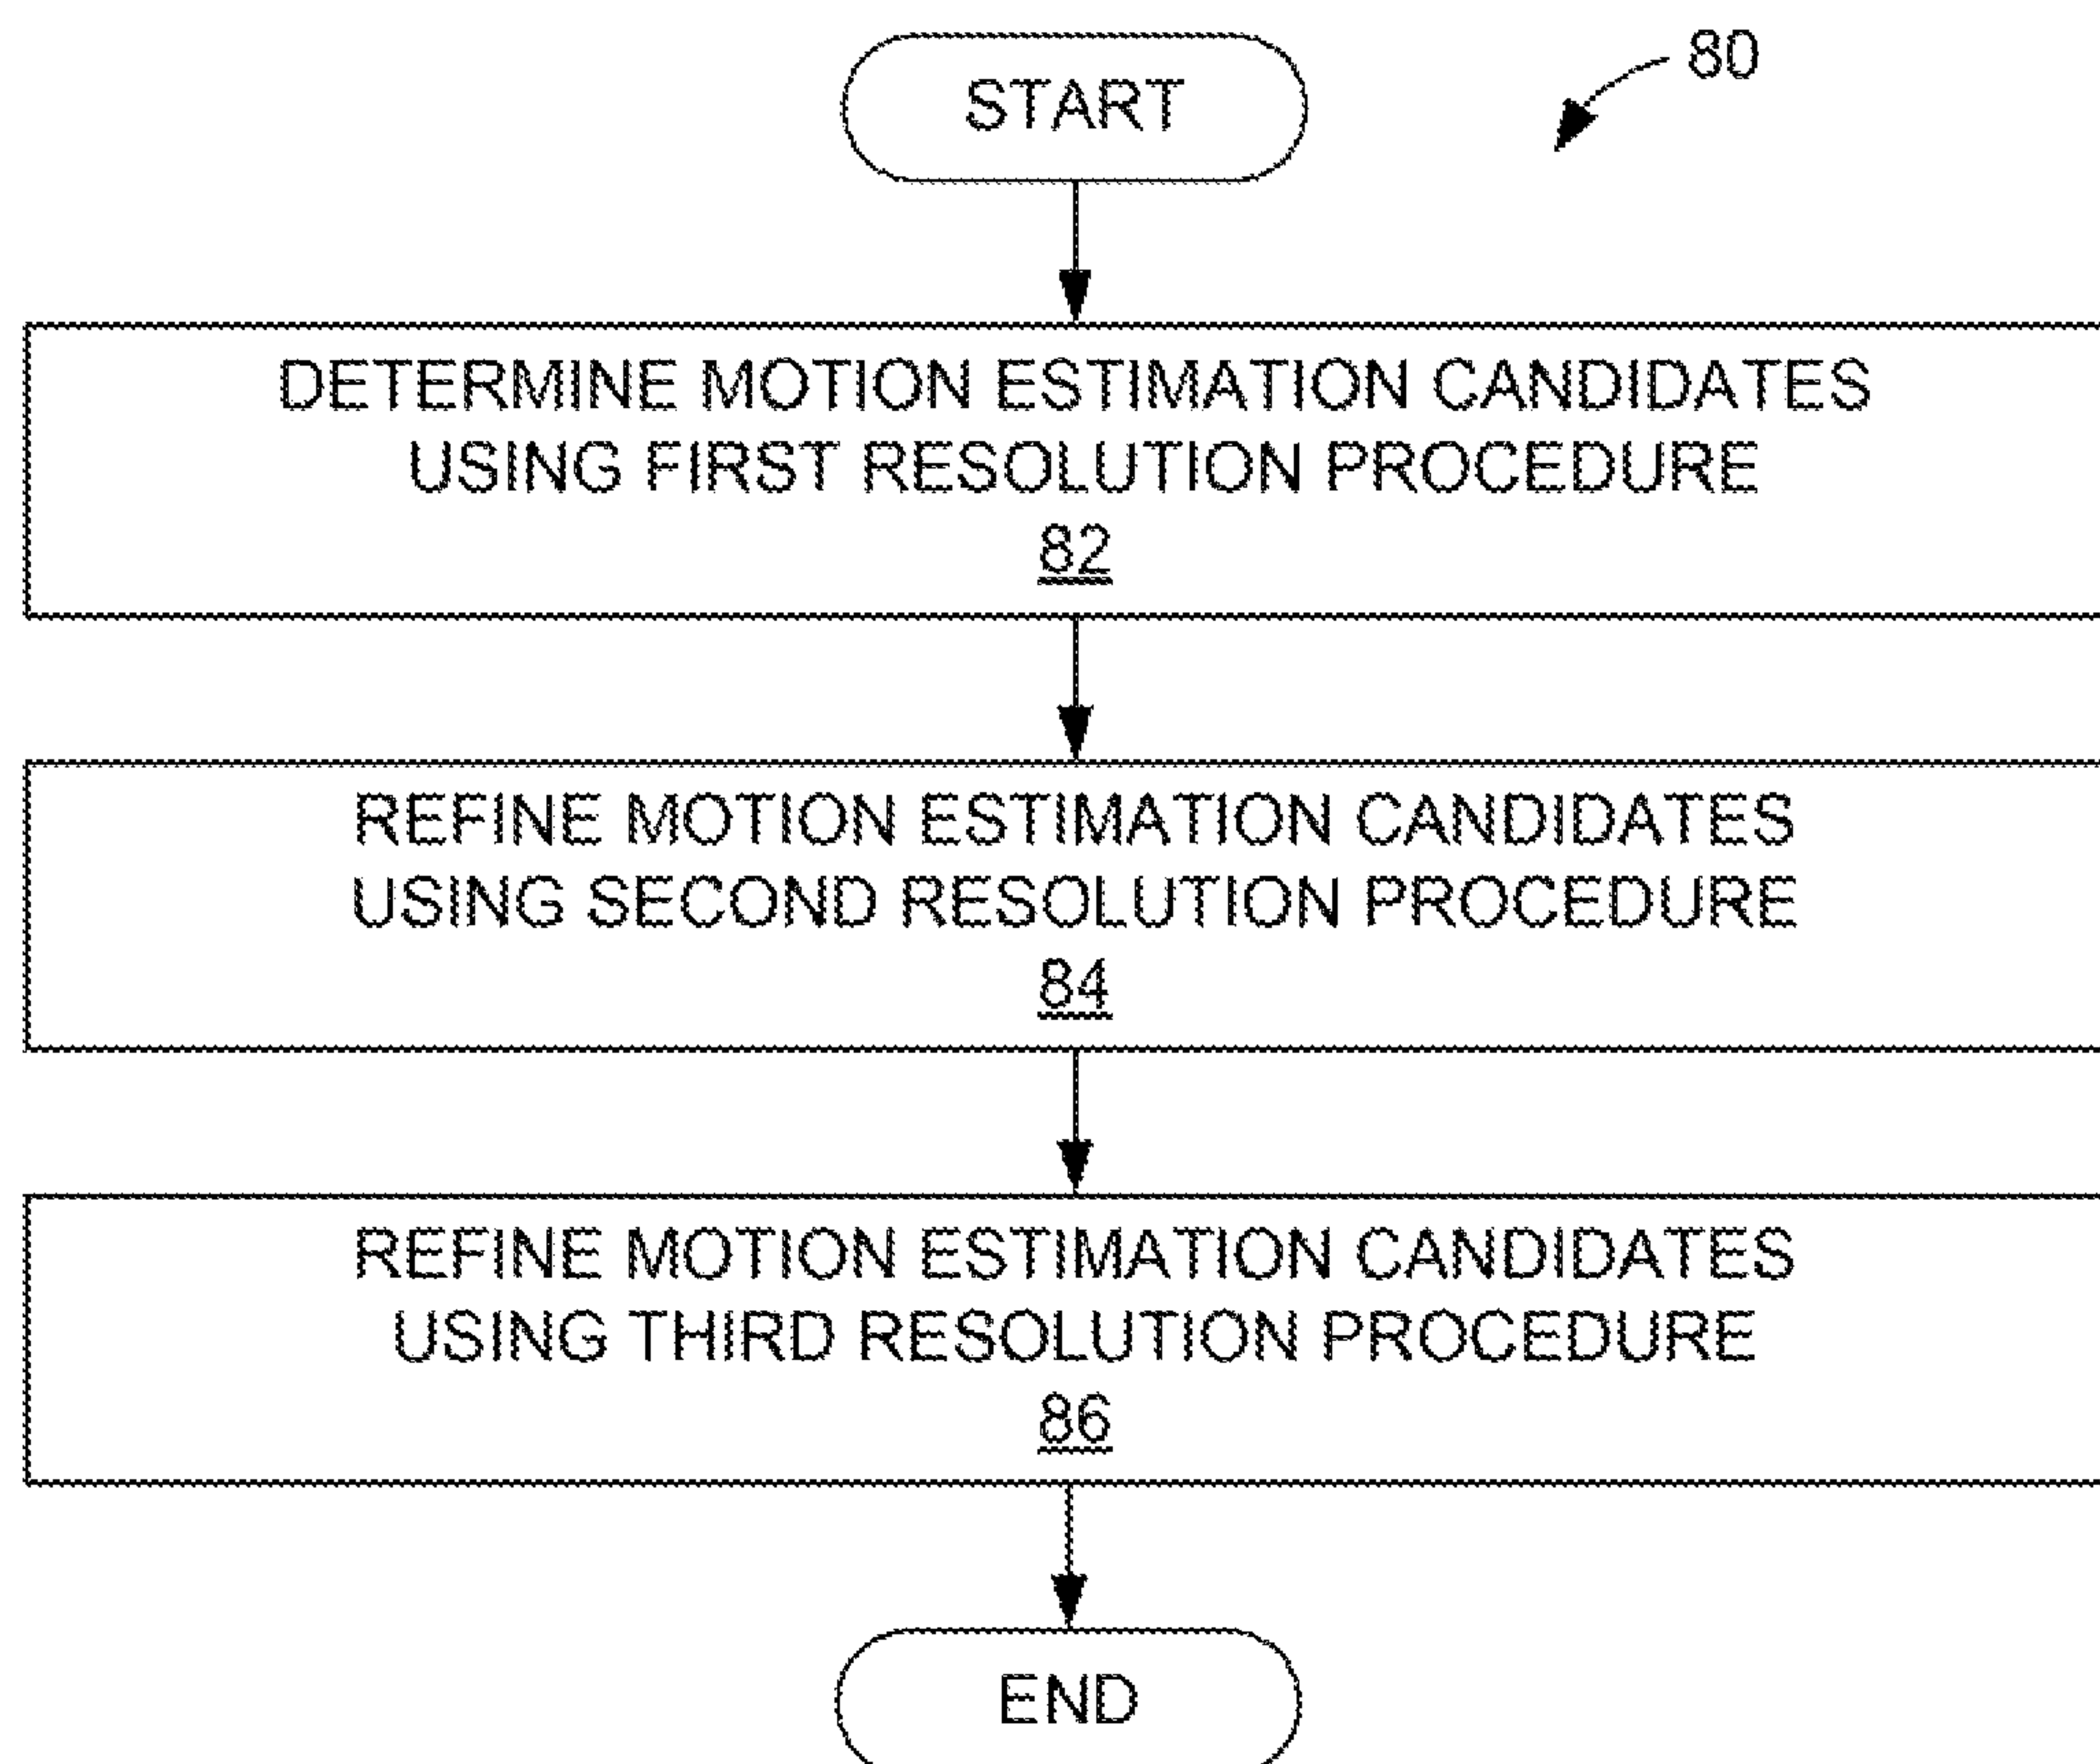 START
80
DETERMINE MOTION ESTIMATION CANDIDATES
USING FIRST RESOLUTION PROCEDURE
82
REFINE MOTION ESTIMATION CANDIDATES
USING SECOND RESOLUTION PROCEDURE
84
REFINE MOTION ESTIMATION CANDIDATES
USING THIRD RESOLUTION PROCEDURE
86
END